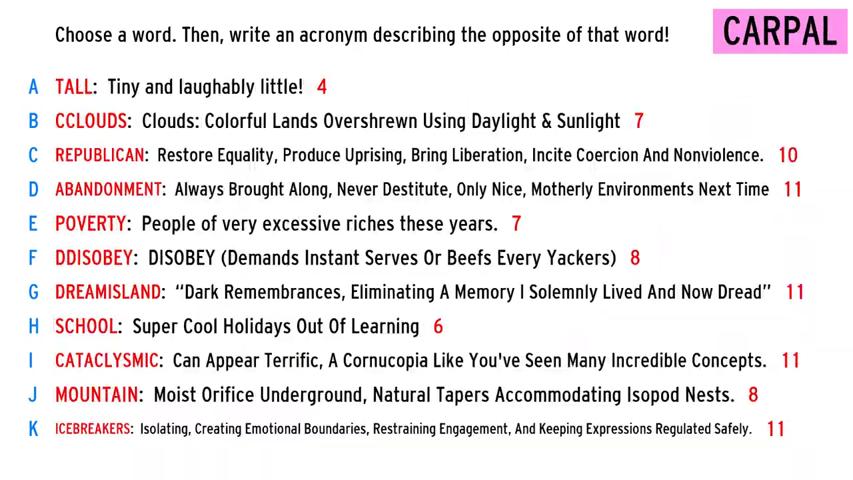 Choose a word. Then, write an acronym describing the opposite of that word!
CARPAL
A TALL: Tiny and laughably little! 4
B CCLOUDS: Clouds: Colorful Lands Overshrewn Using Daylight & Sunlight 7
C REPUBLICAN: Restore Equality, Produce Uprising, Bring Liberation, Incite Coercion And Nonviolence. 10
D ABANDONMENT: Always Brought Along, Never Destitute, Only Nice, Motherly Environments Next Time 11
E POVERTY: People of very excessive riches these years. 7
F DDISOBEY: DISOBEY (Demands Instant Serves Or Beefs Every Yackers) 8
G DREAMISLAND: “Dark Remembrances, Eliminating A Memory I Solemnly Lived And Now Dread” 11
H SCHOOL: Super Cool Holidays Out Of Learning 6
I CATACLYSMIC: Can Appear Terrific, A Cornucopia Like You've Seen Many Incredible Concepts. 11
J MOUNTAIN: Moist Orifice Underground, Natural Tapers Accommodating Isopod Nests. 8
K ICEBREAKERS: Isolating, Creating Emotional Boundaries, Restraining Engagement, And Keeping Expressions Regulated Safely. 11